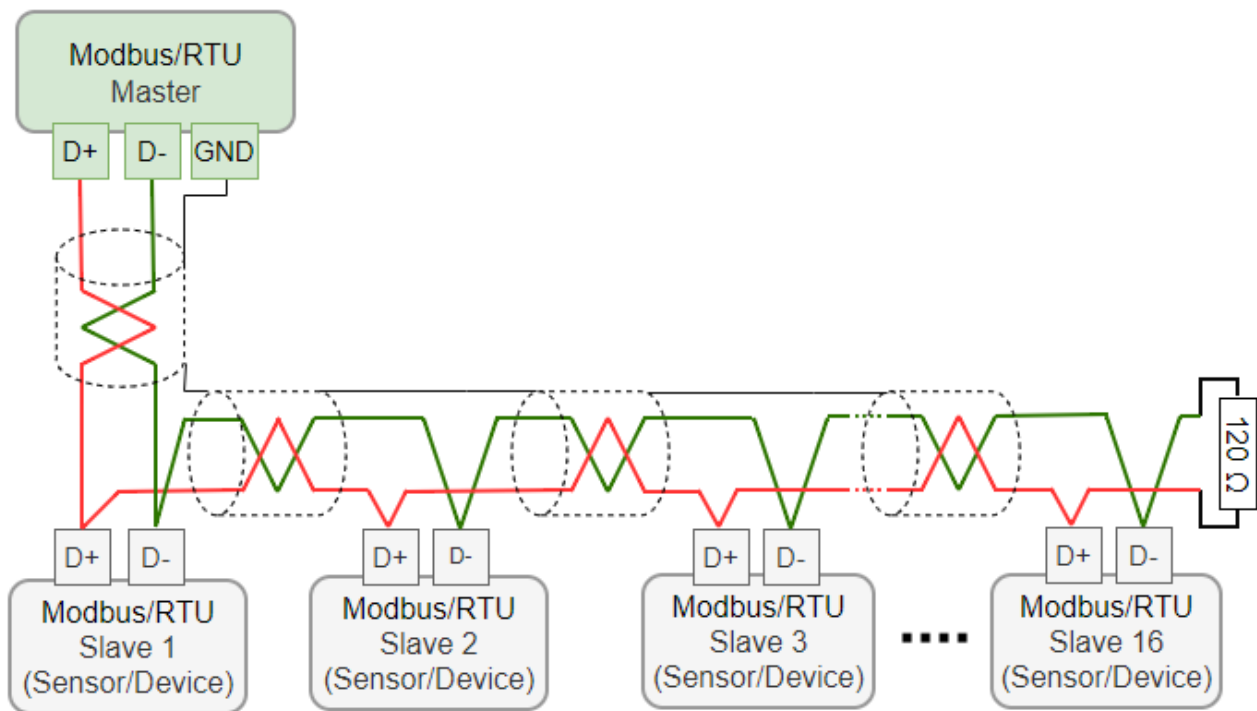 Modbus/RTU
Master
D+ D- GND
120 Ω
D+ D- D+ D- D+ D- D+ D-
Modbus/RTU
Slave 1
(Sensor/Device)
Modbus/RTU
Slave 2
(Sensor/Device)
Modbus/RTU
Slave 3
(Sensor/Device)
Modbus/RTU
Slave 16
(Sensor/Device)